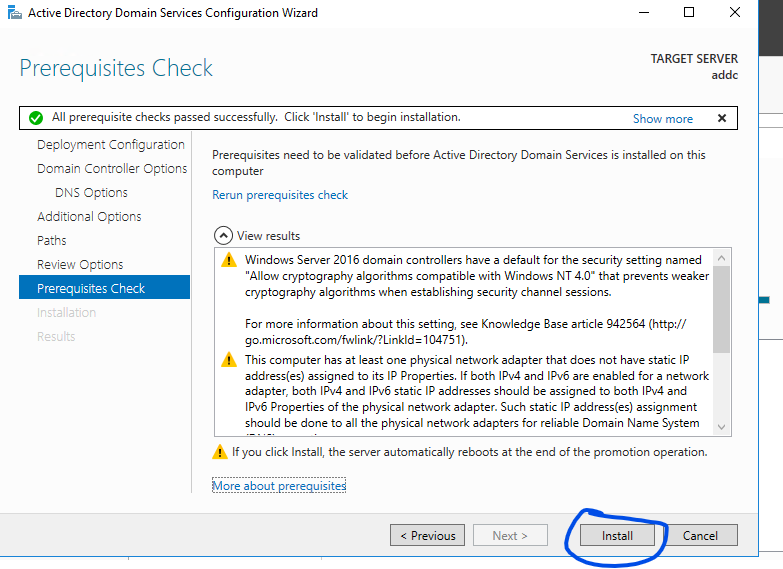 Active Directory Domain Services Configuration Wizard
Prerequisites Check
TARGET SERVER
addc
All prerequisite checks passed successfully.  Click 'Install' to begin installation.
Show more
Deployment Configuration
Domain Controller Options
DNS Options
Additional Options
Paths
Review Options
Prerequisites Check
Installation
Results
Prerequisites need to be validated before Active Directory Domain Services is installed on this
computer
Rerun prerequisites check
View results
Windows Server 2016 domain controllers have a default for the security setting named
"Allow cryptography algorithms compatible with Windows NT 4.0" that prevents weaker
cryptography algorithms when establishing security channel sessions.
For more information about this setting, see Knowledge Base article 942564 (http://
go.microsoft.com/fwlink/?LinkId=104751).
This computer has at least one physical network adapter that does not have static IP
address(es) assigned to its IP Properties. If both IPv4 and IPv6 are enabled for a network
adapter, both IPv4 and IPv6 static IP addresses should be assigned to both IPv4 and
IPv6 Properties of the physical network adapter. Such static IP address(es) assignment
should be done to all the physical network adapters for reliable Domain Name System
If you click Install, the server automatically reboots at the end of the promotion operation.
More about prerequisites
< Previous
Next >
Install
Cancel